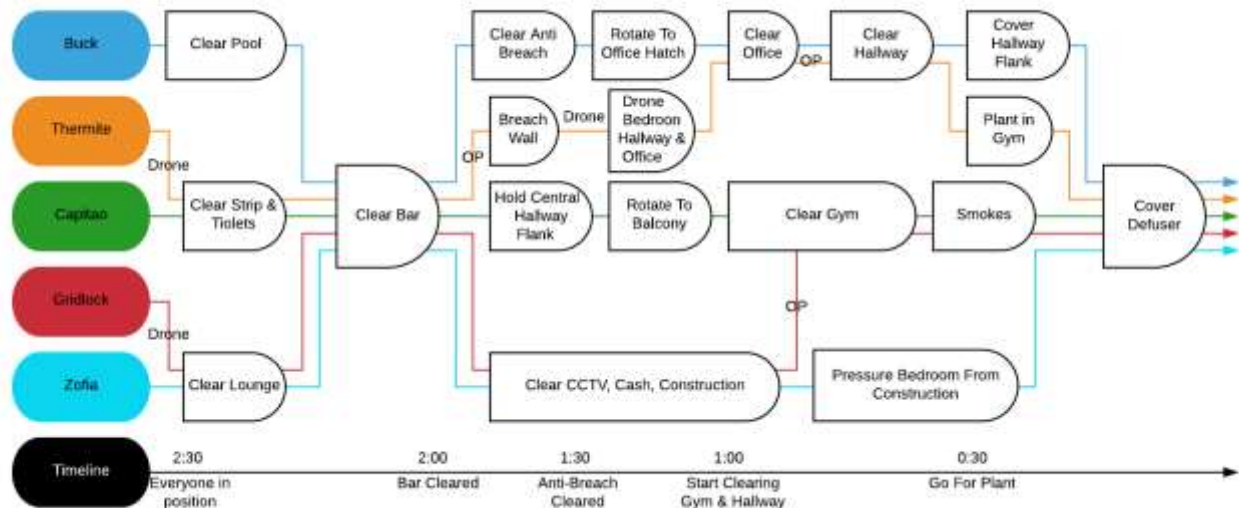 Buck
Clear Pool
Clear Anti
Breach
Rotate To
Office Hatch
Clear
Office
OP
Clear
Hallway
Cover
Hallway
Flank
Thermite
Drone
OP
Breach
Wall
Drone
Drone
Bedroon
Hallway &
Office
Plant in
Gym
Capitao
Clear Strip &
Tiolets
Clear Bar
Hold Central
Hallway
Flank
Rotate To
Balcony
Clear Gym
Smokes
Cover
Defuser
Gridlock
Drone
OP
Zofia
Clear Lounge
Clear CCTV, Cash, Construction
Pressure Bedroom From
Construction
Timeline
2:30
Everyone in
position
2:00
Bar Cleared
1:30
Anti-Breach
Cleared
1:00
Start Clearing
Gym & Hallway
0:30
Go For Plant